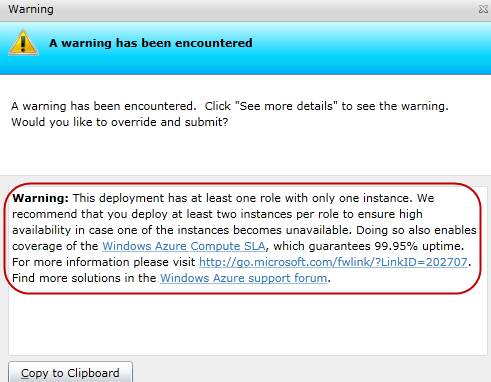 Warning
A warning has been encountered
A warning has been encountered.  Click "See more details" to see the warning.
Would you like to override and submit?
Warning: This deployment has at least one role with only one instance. We
recommend that you deploy at least two instances per role to ensure high
availability in case one of the instances becomes unavailable. Doing so also enables
coverage of the Windows Azure Compute SLA, which guarantees 99.95% uptime.
For more information please visit http://go.microsoft.com/fwlink/?LinkID=202707.
Find more solutions in the Windows Azure support forum.
Copy to Clipboard